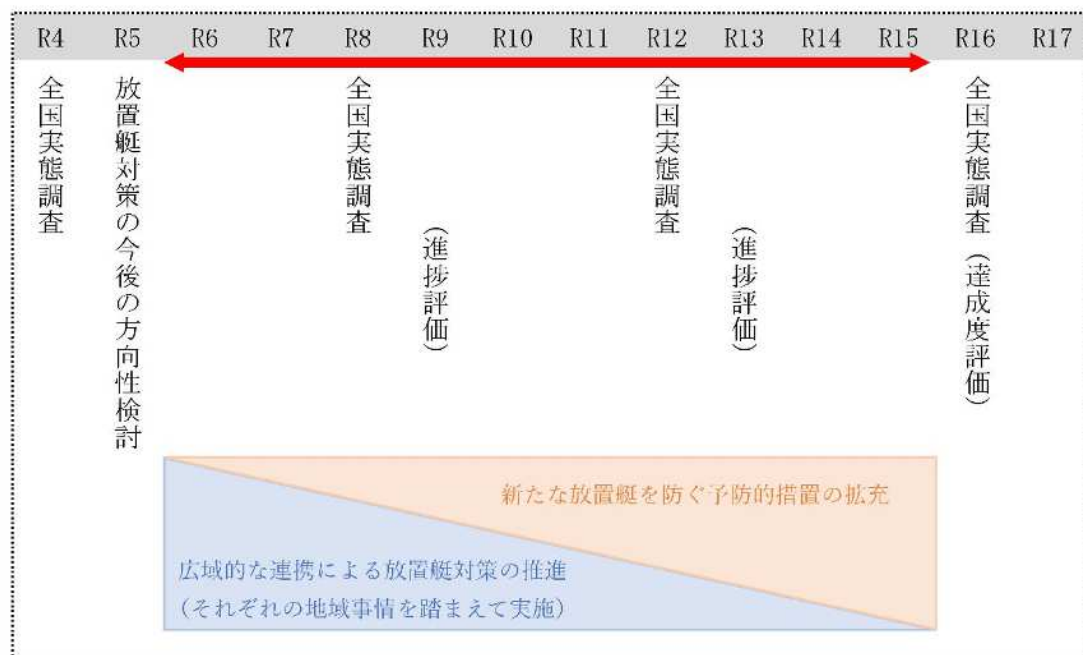 R4 R5 R6 R7 R8 R9 R10 R11 R12 R13 R14 R15 R16 R17
全国実態調査
放置艇対策の今後の方向性検討
全国実態調査
（進捗評価）
全国実態調査
（進捗評価）
全国実態調査（達成度評価）
新たな放置艇を防ぐ予防的措置の拡充
広域的な連携による放置艇対策の推進
（それぞれの地域事情を踏まえて実施）